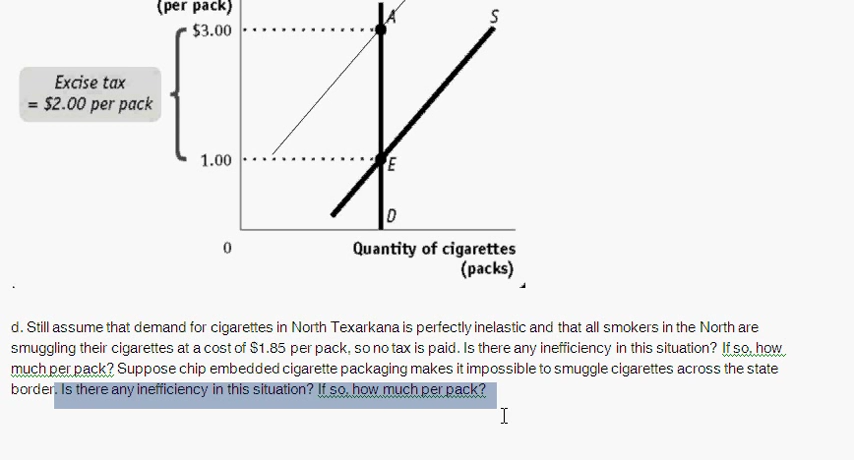 (per pack)
A
S
$3.00
Excise tax
= $2.00 per pack
1.00
E
D
0
Quantity of cigarettes
(packs)
d. Still assume that demand for cigarettes in North Texarkana is perfectly inelastic and that all smokers in the North are
smuggling their cigarettes at a cost of $1.85 per pack, so no tax is paid. Is there any inefficiency in this situation? If so, how
much per pack? Suppose chip embedded cigarette packaging makes it impossible to smuggle cigarettes across the state
border. Is there any inefficiency in this situation? If so, how much per pack?